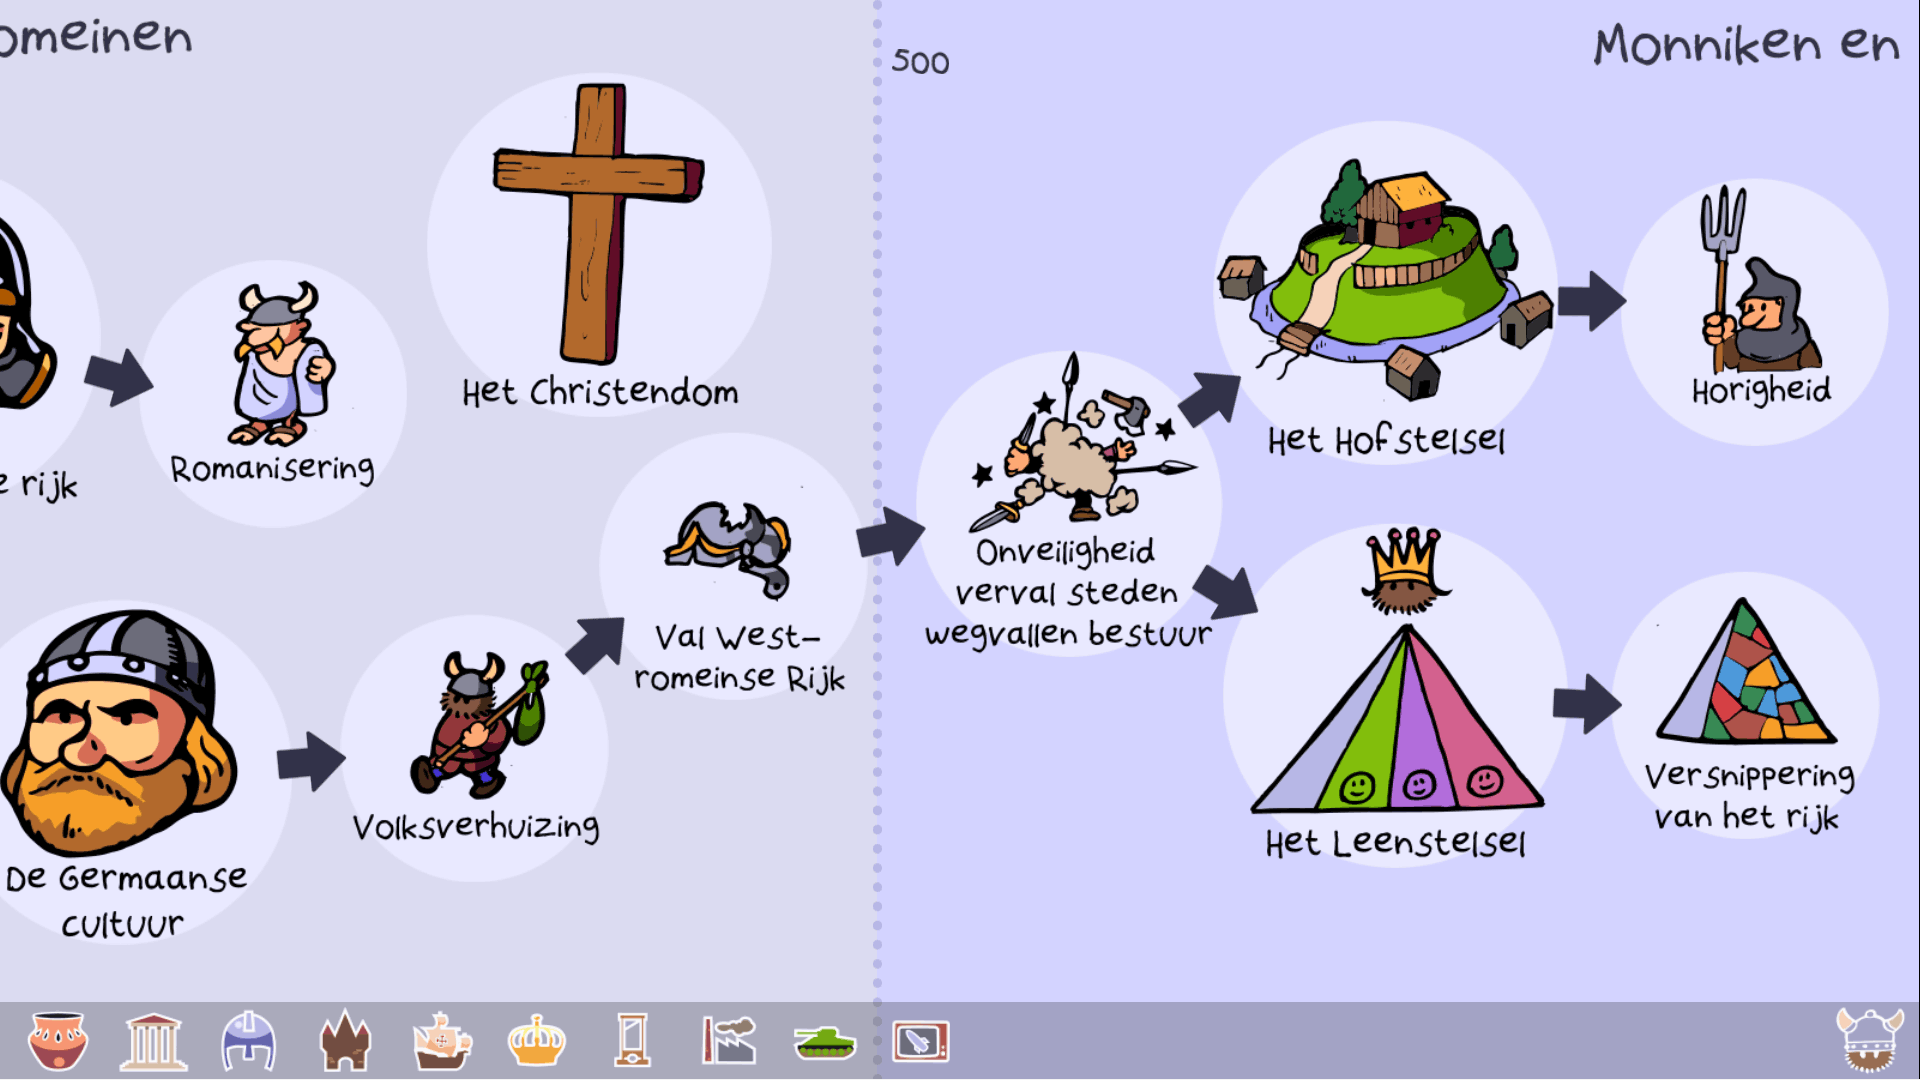 omeinen
500
Monniken en
Het Christendom
Romanisering
e rijk
Het Hofstelsel
Horigheid
Onveiligheid
verval steden
wegvallen bestuur
Val West-
romeinse Rijk
Volksverhuizing
De Germaanse
cultuur
Het Leenstelsel
Versnippering
van het rijk